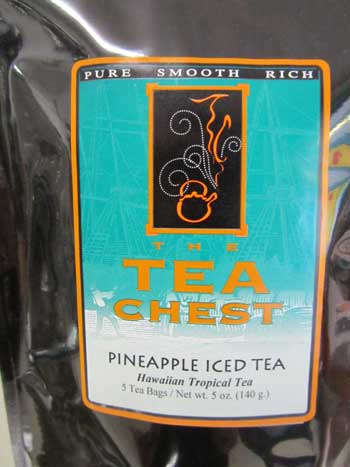 PURE SMOOTH RICH
THE
TEA
CHEST
PINEAPPLE ICED TEA
Hawaiian Tropical Tea
5 Tea Bags / Net wt. 5 oz. (140 g.)